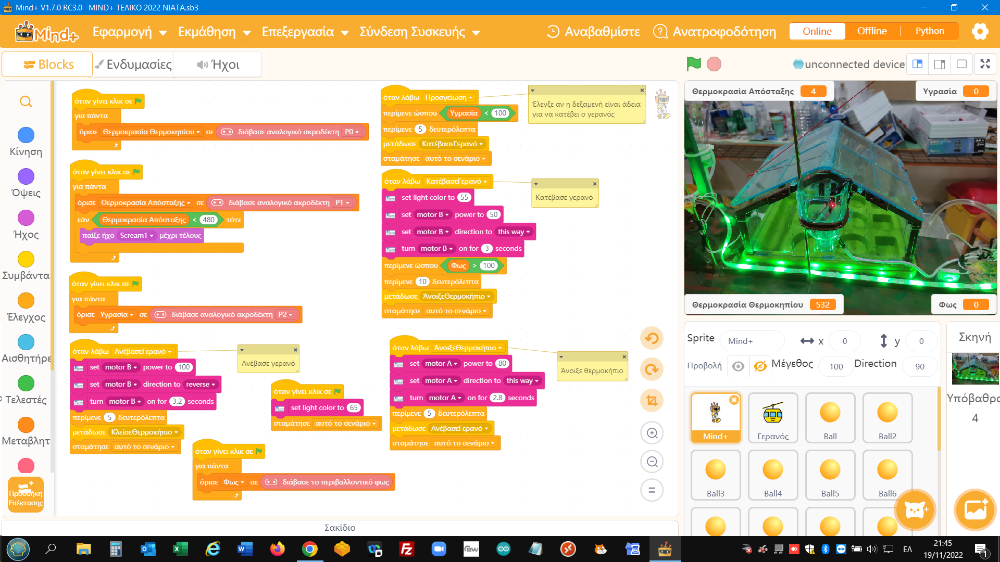 Mind+ V1.7.0 RC3.0 MIND+ ΤΕΛΙΚΟ 2022 ΝΙΑΤΑ.sb3
Mind+
Εφαρμογή
Εκμάθηση
Επεξεργασία
Σύνδεση Συσκευής
Αναβαθμίστε
Ανατροφοδότηση
Online
Offline
Python
Blocks
Ενδυμασίες
Ήχοι
unconnected device
Κίνηση
Όψεις
Ήχος
Συμβάντα
Έλεγχος
Αισθητήρε
Τελεστές
Μεταβλητ
Προσθήκη
Επέκτασης
όταν γίνει κλικ σε
για πάντα
όρισε Θερμοκρασία Θερμοκηπίου σε διάβασε αναλογικό ακροδέκτη P0
όταν γίνει κλικ σε
για πάντα
όρισε Θερμοκρασία Απόσταξης σε διάβασε αναλογικό ακροδέκτη P1
εάν Θερμοκρασία Απόσταξης < 480 τότε
παίξε ήχο Scream1 μέχρι τέλους
όταν γίνει κλικ σε
για πάντα
όρισε Υγρασία σε διάβασε αναλογικό ακροδέκτη P2
όταν λάβω ΑνέβασεΓερανό
set motor B power to 100
set motor B direction to reverse
turn motor B on for 3.2 seconds
περίμενε 5 δευτερόλεπτα
μετάδωσε ΚλείσεΘερμοκήπιο
σταμάτησε αυτό το σενάριο
Ανέβασε γερανό
όταν γίνει κλικ σε
set light color to 65
σταμάτησε αυτό το σενάριο
όταν γίνει κλικ σε
για πάντα
όρισε Φως σε διάβασε το περιβαλλοντικό φως
όταν λάβω Προσγείωση
περίμενε ώσπου Υγρασία < 100
περίμενε 5 δευτερόλεπτα
μετάδωσε ΚατέβασεΓερανό
σταμάτησε αυτό το σενάριο
Έλεγξε αν η δεξαμενή είναι άδεια
για να κατέβει ο γερανός
όταν λάβω ΚατέβασεΓερανό
set light color to 55
set motor B power to 50
set motor B direction to this way
turn motor B on for 3 seconds
περίμενε ώσπου Φως > 100
περίμενε 10 δευτερόλεπτα
μετάδωσε ΆνοιξεΘερμοκήπιο
σταμάτησε αυτό το σενάριο
Κατέβασε γερανό
όταν λάβω ΆνοιξεΘερμοκήπιο
set motor A power to 80
set motor A direction to this way
turn motor A on for 2.8 seconds
περίμενε 5 δευτερόλεπτα
μετάδωσε ΑνέβασεΓερανό
σταμάτησε αυτό το σενάριο
Άνοιξε θερμοκήπιο
Σακίδιο
Θερμοκρασία Απόσταξης 4
Υγρασία 0
Θερμοκρασία Θερμοκηπίου 532
Φως 0
Sprite Mind+ x 0 y 0
Προβολή Μέγεθος 100 Direction 90
Σκηνή
Υπόβαθρο
4
Mind+
Γερανός
Ball
Ball2
Ball3
Ball4
Ball5
Ball6
ΕΛ
21:45
19/11/2022
1